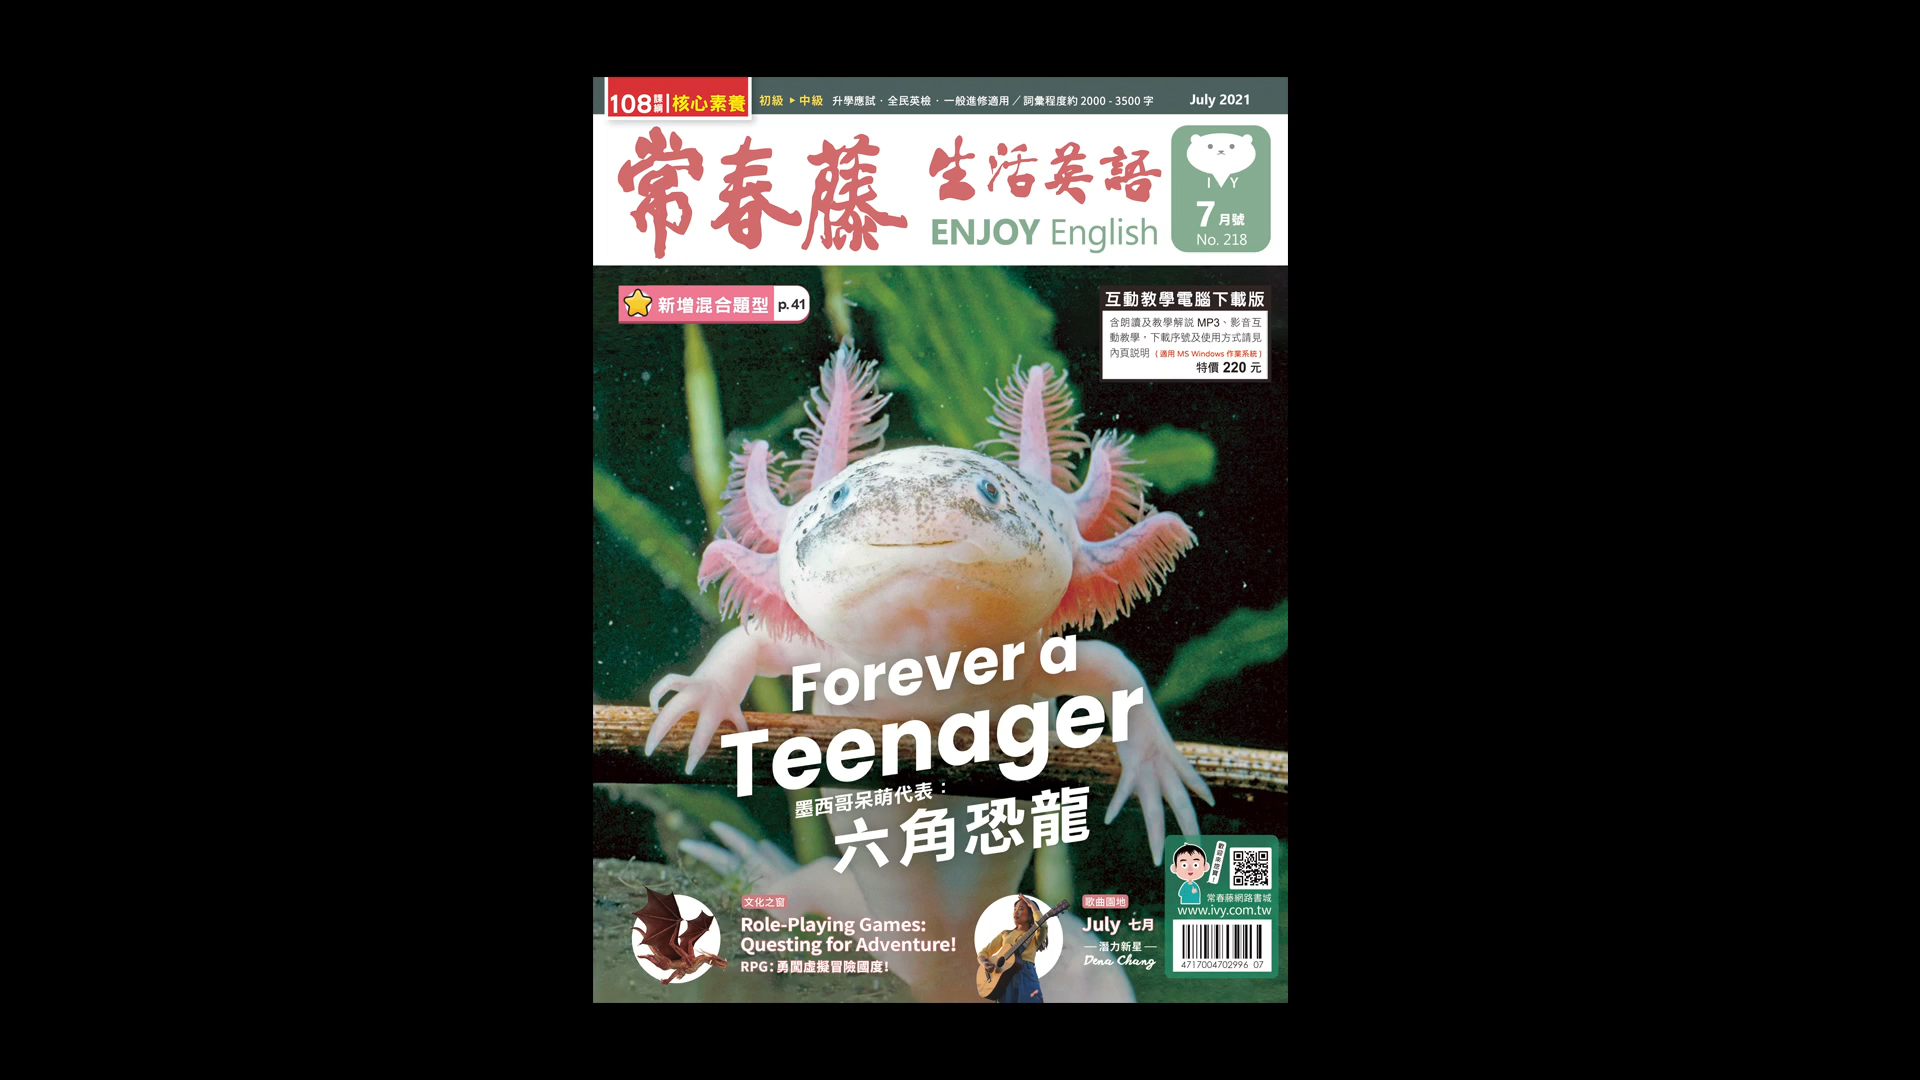 108課綱 核心素養
初級 ▸ 中級 升學應試 · 全民英檢 · 一般進修適用 / 詞彙程度約 2000 - 3500 字
July 2021
常春藤 生活英語
ENJOY English
IVY
7月號
No. 218
新增混合題型 p. 41
互動教學電腦下載版
含朗讀及教學解說 MP3、影音互
動教學，下載序號及使用方式請見
內頁說明 ( 適用 MS Windows 作業系統 )
特價 220 元
Forever a
Teenager
墨西哥呆萌代表：
六角恐龍
文化之窗
Role-Playing Games:
Questing for Adventure!
RPG：勇闖虛擬冒險國度！
歌曲園地
July 七月
—潛力新星—
Dena Chang
常春藤網路書城
www.ivy.com.tw
4717004702996 07